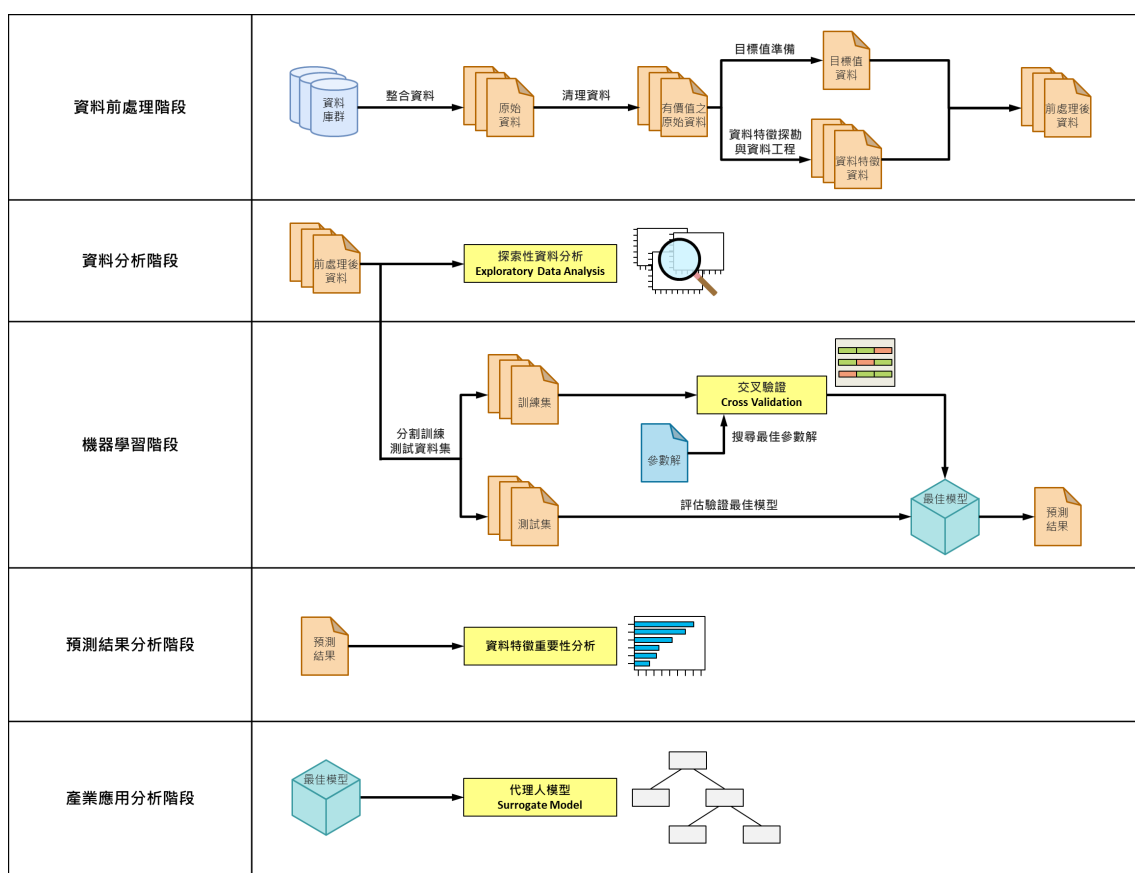 資料前處理階段
資料
庫群
整合資料
原始
資料
清理資料
有價值之
原始資料
目標值準備
目標值
資料
資料特徵探勘
與資料工程
資料特徵
資料
前處理後
資料
資料分析階段
前處理後
資料
探索性資料分析
Exploratory Data Analysis
機器學習階段
分割訓練
測試資料集
訓練集
交叉驗證
Cross Validation
參數解
搜尋最佳參數解
測試集
評估驗證最佳模型
最佳模型
預測
結果
預測結果分析階段
預測
結果
資料特徵重要性分析
產業應用分析階段
最佳模型
代理人模型
Surrogate Model